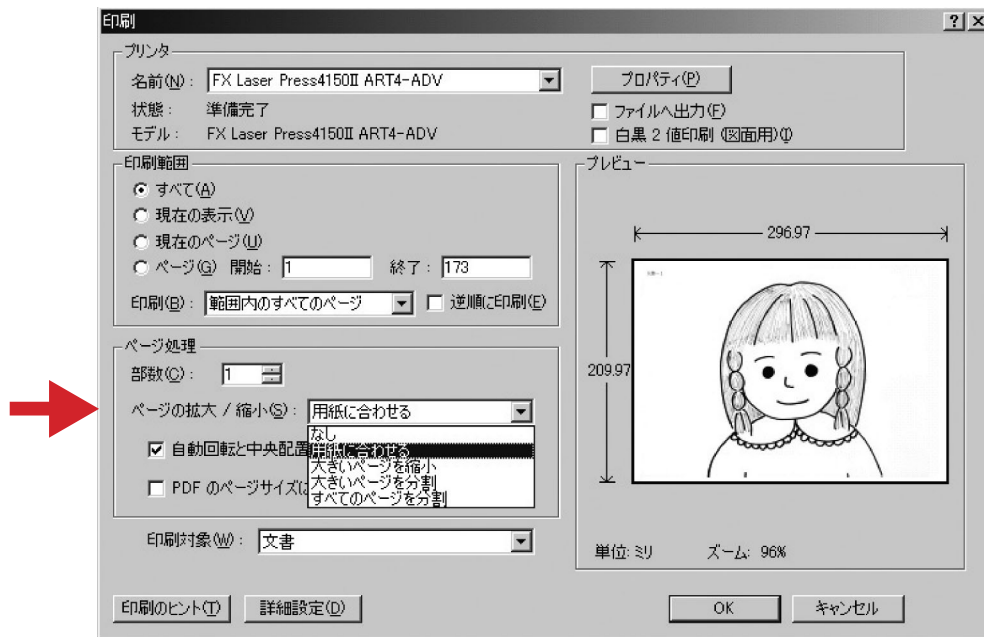 印刷
プリンタ
名前(N): FX Laser Press4150II ART4-ADV プロパティ(P)
状態: 準備完了 ファイルへ出力(F)
モデル: FX Laser Press4150II ART4-ADV 白黒 2 値印刷 (図面用)(I)
印刷範囲
すべて(A)
現在の表示(V)
現在のページ(U)
ページ(G) 開始: 1 終了: 173
印刷(B): 範囲内のすべてのページ 逆順に印刷(E)
ページ処理
部数(C): 1
ページの拡大 / 縮小(S): 用紙に合わせる
なし
用紙に合わせる
大きいページを縮小
大きいページを分割
すべてのページを分割
自動回転と中央配置
PDF のページサイズに
印刷対象(W): 文書
プレビュー
296.97
209.97
単位: ミリ ズーム: 96%
印刷のヒント(T) 詳細設定(D) OK キャンセル